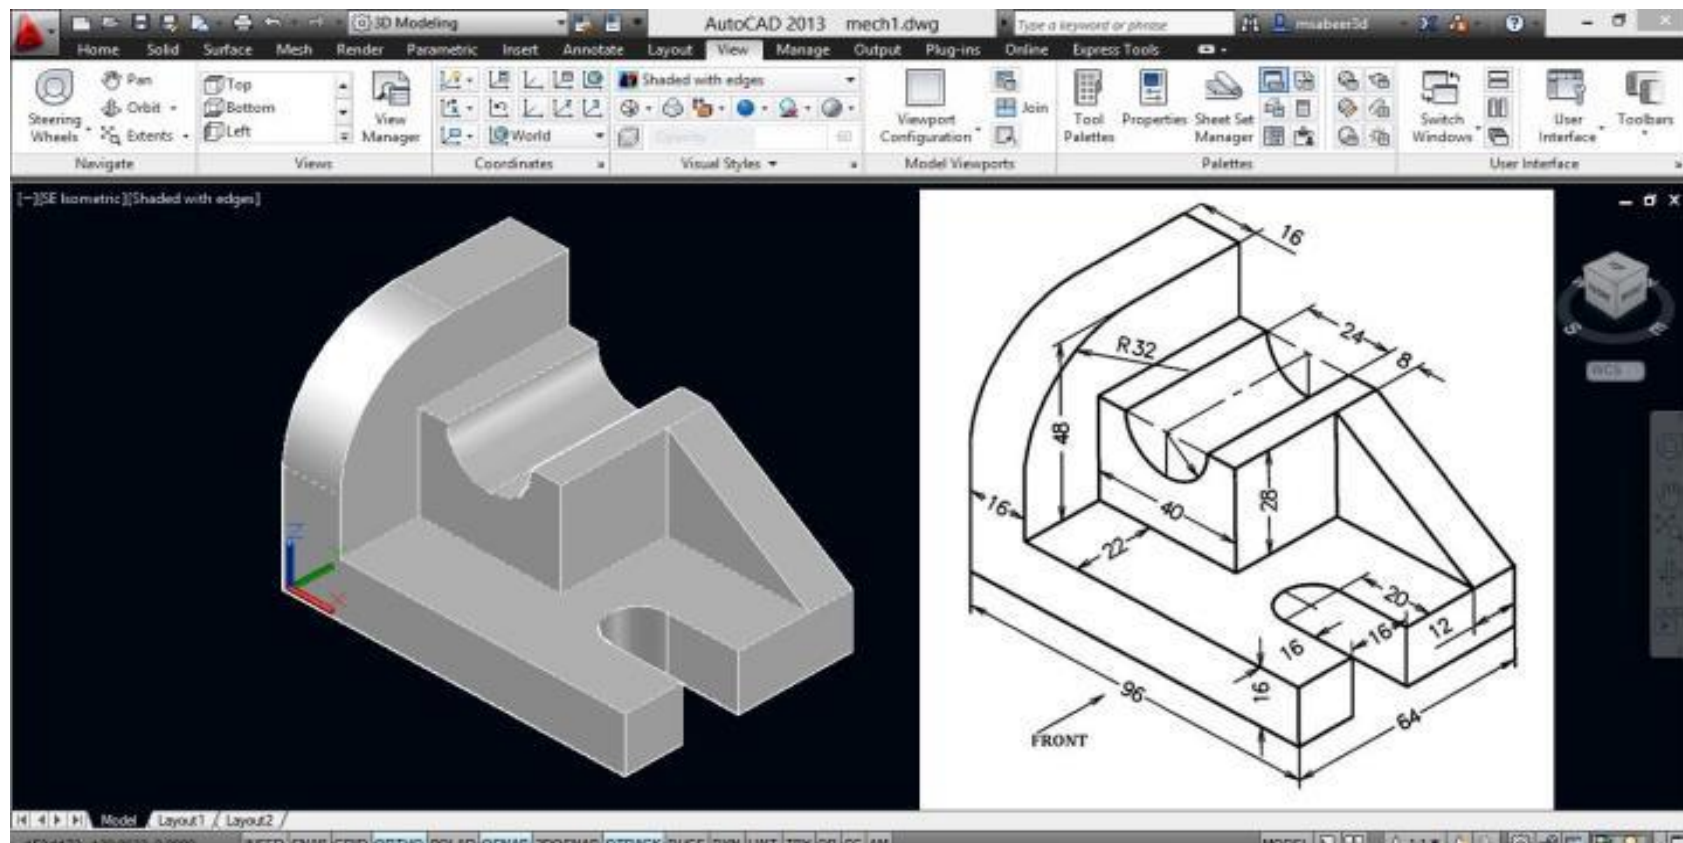 3D Modeling
AutoCAD 2013 mech1.dwg
Type a keyword or phrase
msabeer3d
Home Solid Surface Mesh Render Parametric Insert Annotate Layout View Manage Output Plug-ins Online Express Tools
Steering Wheels
Pan
Orbit
Extents
Navigate
Top
Bottom
Left
View Manager
Views
World
Coordinates
Shaded with edges
Visual Styles
Viewport Configuration
Join
Model Viewports
Tool Palettes
Properties
Sheet Set Manager
Palettes
Switch Windows
User Interface
Toolbars
User Interface
[−][SE Isometric][Shaded with edges]
16
24
8
R32
48
16
40
28
22
20
16
16
12
16
96
64
FRONT
S
E
WCS
Model Layout1 Layout2